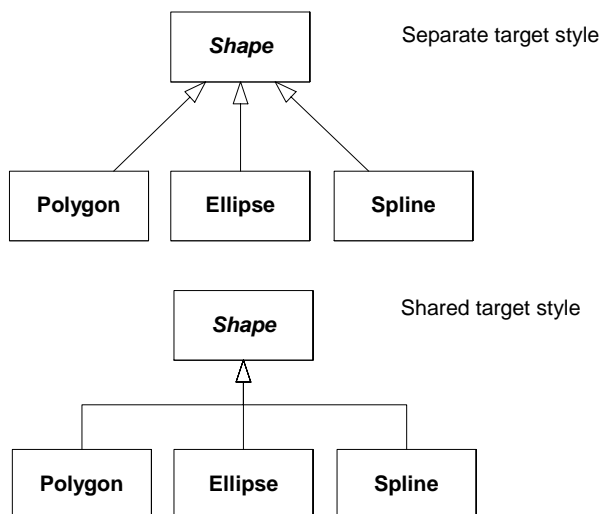 Shape
Separate target style
Polygon
Ellipse
Spline
Shape
Shared target style
Polygon
Ellipse
Spline